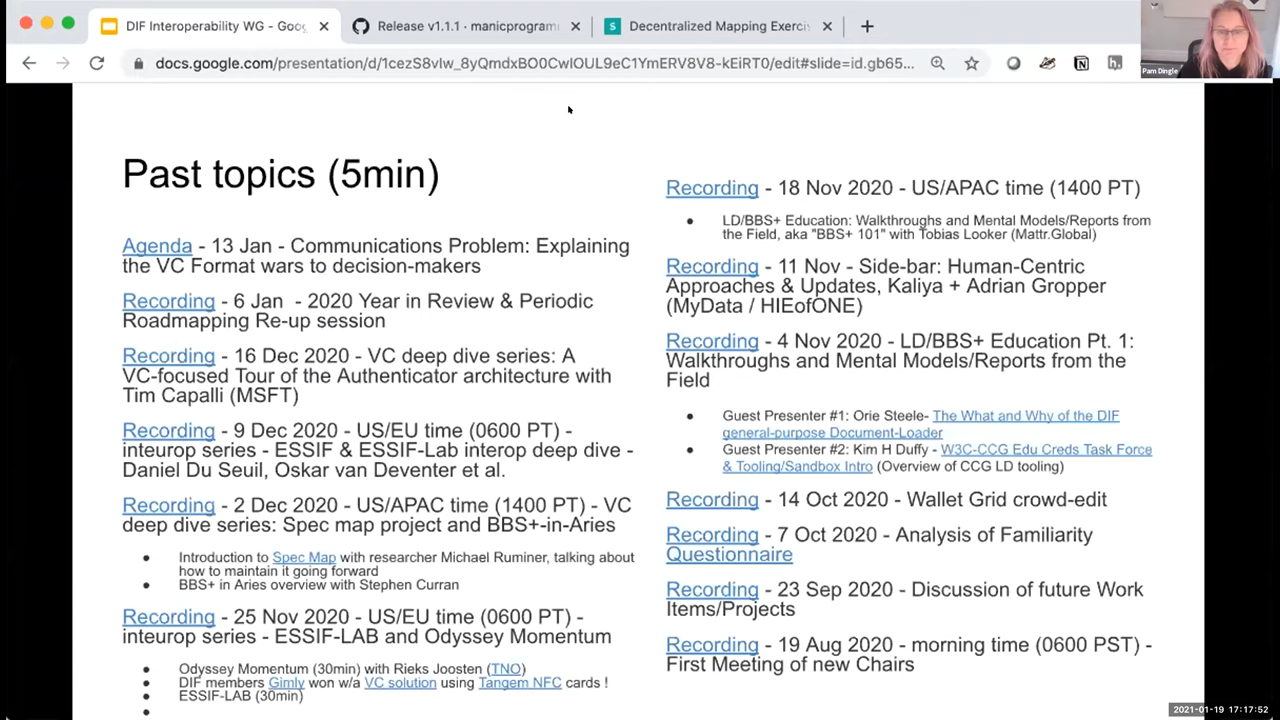 DIF Interoperability WG - Goog
Release v1.1.1 · manicprogramm
Decentralized Mapping Exercis
docs.google.com/presentation/d/1cezS8vlw_8yQmdxBO0CwIOUL9eC1YmERV8V8-kEiRT0/edit#slide=id.gb65...
Pam Dingle
Past topics (5min)
Agenda - 13 Jan - Communications Problem: Explaining
the VC Format wars to decision-makers
Recording - 6 Jan - 2020 Year in Review & Periodic
Roadmapping Re-up session
Recording - 16 Dec 2020 - VC deep dive series: A
VC-focused Tour of the Authenticator architecture with
Tim Capalli (MSFT)
Recording - 9 Dec 2020 - US/EU time (0600 PT) -
inteurop series - ESSIF & ESSIF-Lab interop deep dive -
Daniel Du Seuil, Oskar van Deventer et al.
Recording - 2 Dec 2020 - US/APAC time (1400 PT) - VC
deep dive series: Spec map project and BBS+-in-Aries
• Introduction to Spec Map with researcher Michael Ruminer, talking about
how to maintain it going forward
• BBS+ in Aries overview with Stephen Curran
Recording - 25 Nov 2020 - US/EU time (0600 PT) -
inteurop series - ESSIF-LAB and Odyssey Momentum
• Odyssey Momentum (30min) with Rieks Joosten (TNO)
• DIF members Gimly won w/a VC solution using Tangem NFC cards !
• ESSIF-LAB (30min)
•
Recording - 18 Nov 2020 - US/APAC time (1400 PT)
• LD/BBS+ Education: Walkthroughs and Mental Models/Reports from
the Field, aka "BBS+ 101" with Tobias Looker (Mattr.Global)
Recording - 11 Nov - Side-bar: Human-Centric
Approaches & Updates, Kaliya + Adrian Gropper
(MyData / HIEofONE)
Recording - 4 Nov 2020 - LD/BBS+ Education Pt. 1:
Walkthroughs and Mental Models/Reports from the
Field
• Guest Presenter #1: Orie Steele- The What and Why of the DIF
general-purpose Document-Loader
• Guest Presenter #2: Kim H Duffy - W3C-CCG Edu Creds Task Force
& Tooling/Sandbox Intro (Overview of CCG LD tooling)
Recording - 14 Oct 2020 - Wallet Grid crowd-edit
Recording - 7 Oct 2020 - Analysis of Familiarity
Questionnaire
Recording - 23 Sep 2020 - Discussion of future Work
Items/Projects
Recording - 19 Aug 2020 - morning time (0600 PST) -
First Meeting of new Chairs
2021-01-19 17:17:52